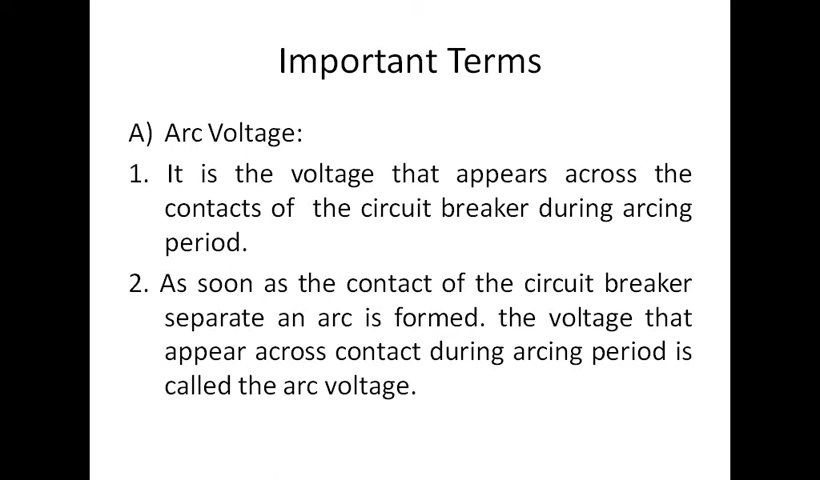 Important Terms
A) Arc Voltage:
1. It is the voltage that appears across the
contacts of the circuit breaker during arcing
period.
2. As soon as the contact of the circuit breaker
separate an arc is formed. the voltage that
appear across contact during arcing period is
called the arc voltage.